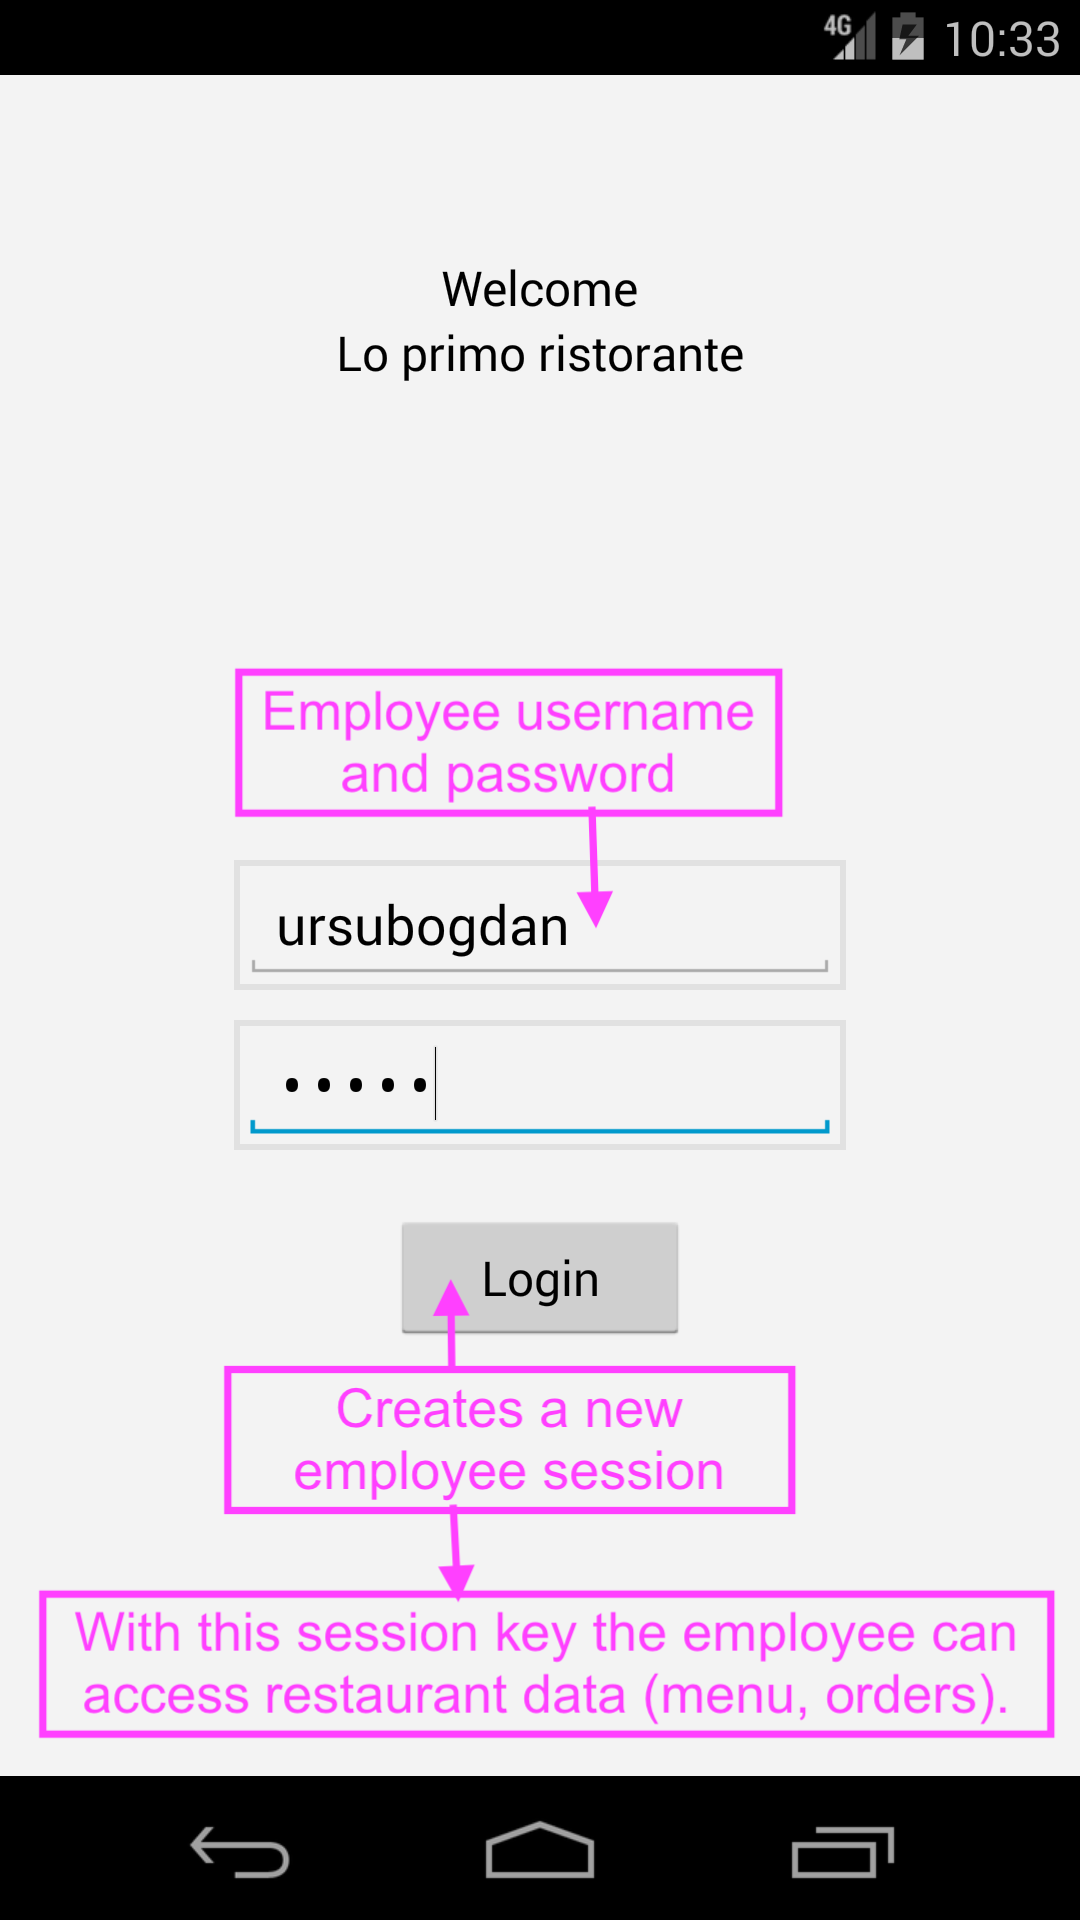 4G 10:33
Welcome
Lo primo ristorante
Employee username
and password
ursubogdan
•••••
Login
Creates a new
employee session
With this session key the employee can
access restaurant data (menu, orders).